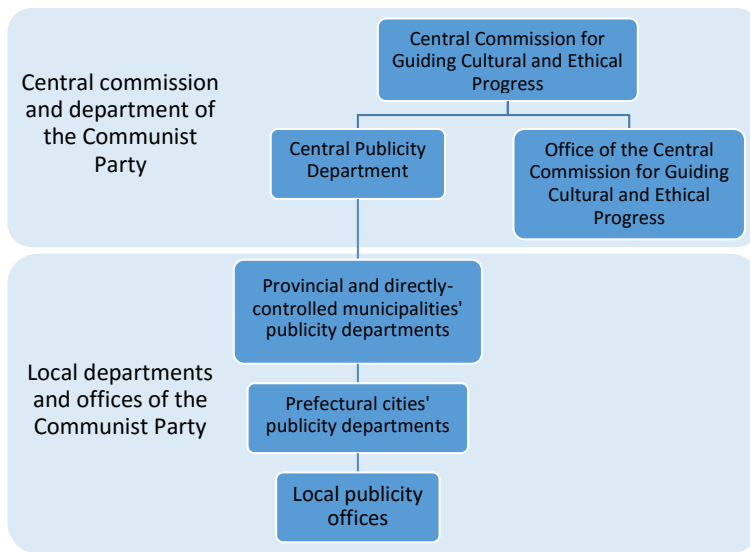 Central commission
and department of
the Communist
Party
Central Commission for
Guiding Cultural and Ethical
Progress
Central Publicity
Department
Office of the Central
Commission for Guiding
Cultural and Ethical
Progress
Local departments
and offices of the
Communist Party
Provincial and directly-
controlled municipalities'
publicity departments
Prefectural cities'
publicity departments
Local publicity
offices